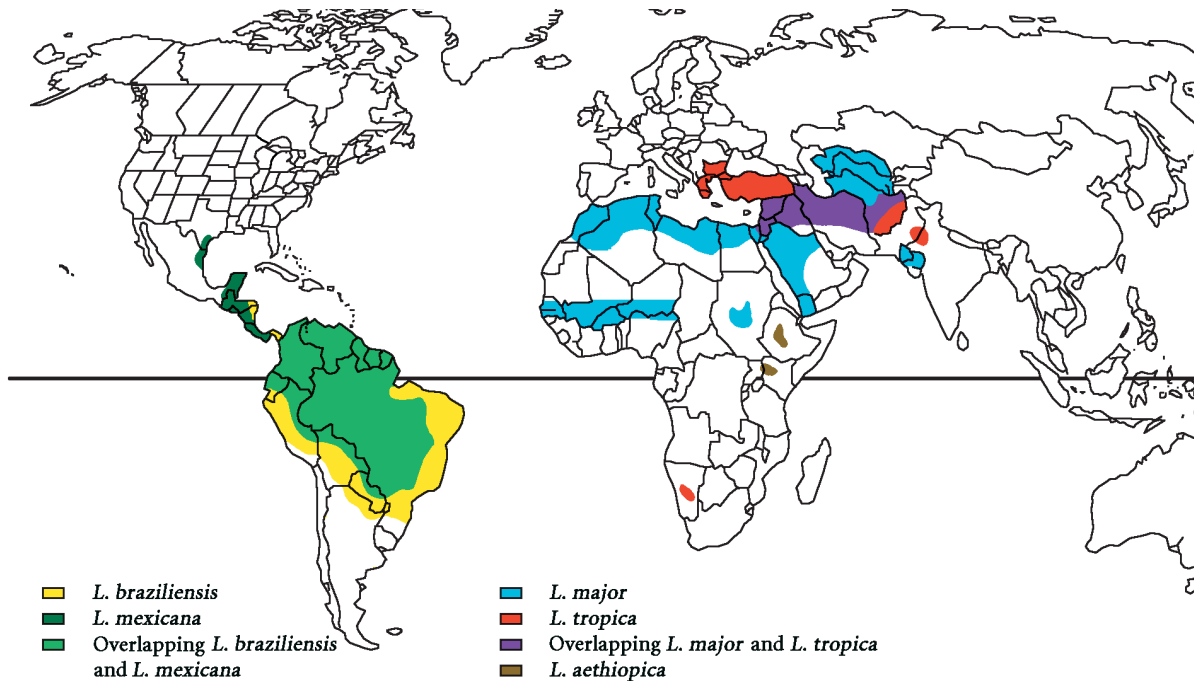 L. braziliensis
L. mexicana
Overlapping L. braziliensis
and L. mexicana
L. major
L. tropica
Overlapping L. major and L. tropica
L. aethiopica